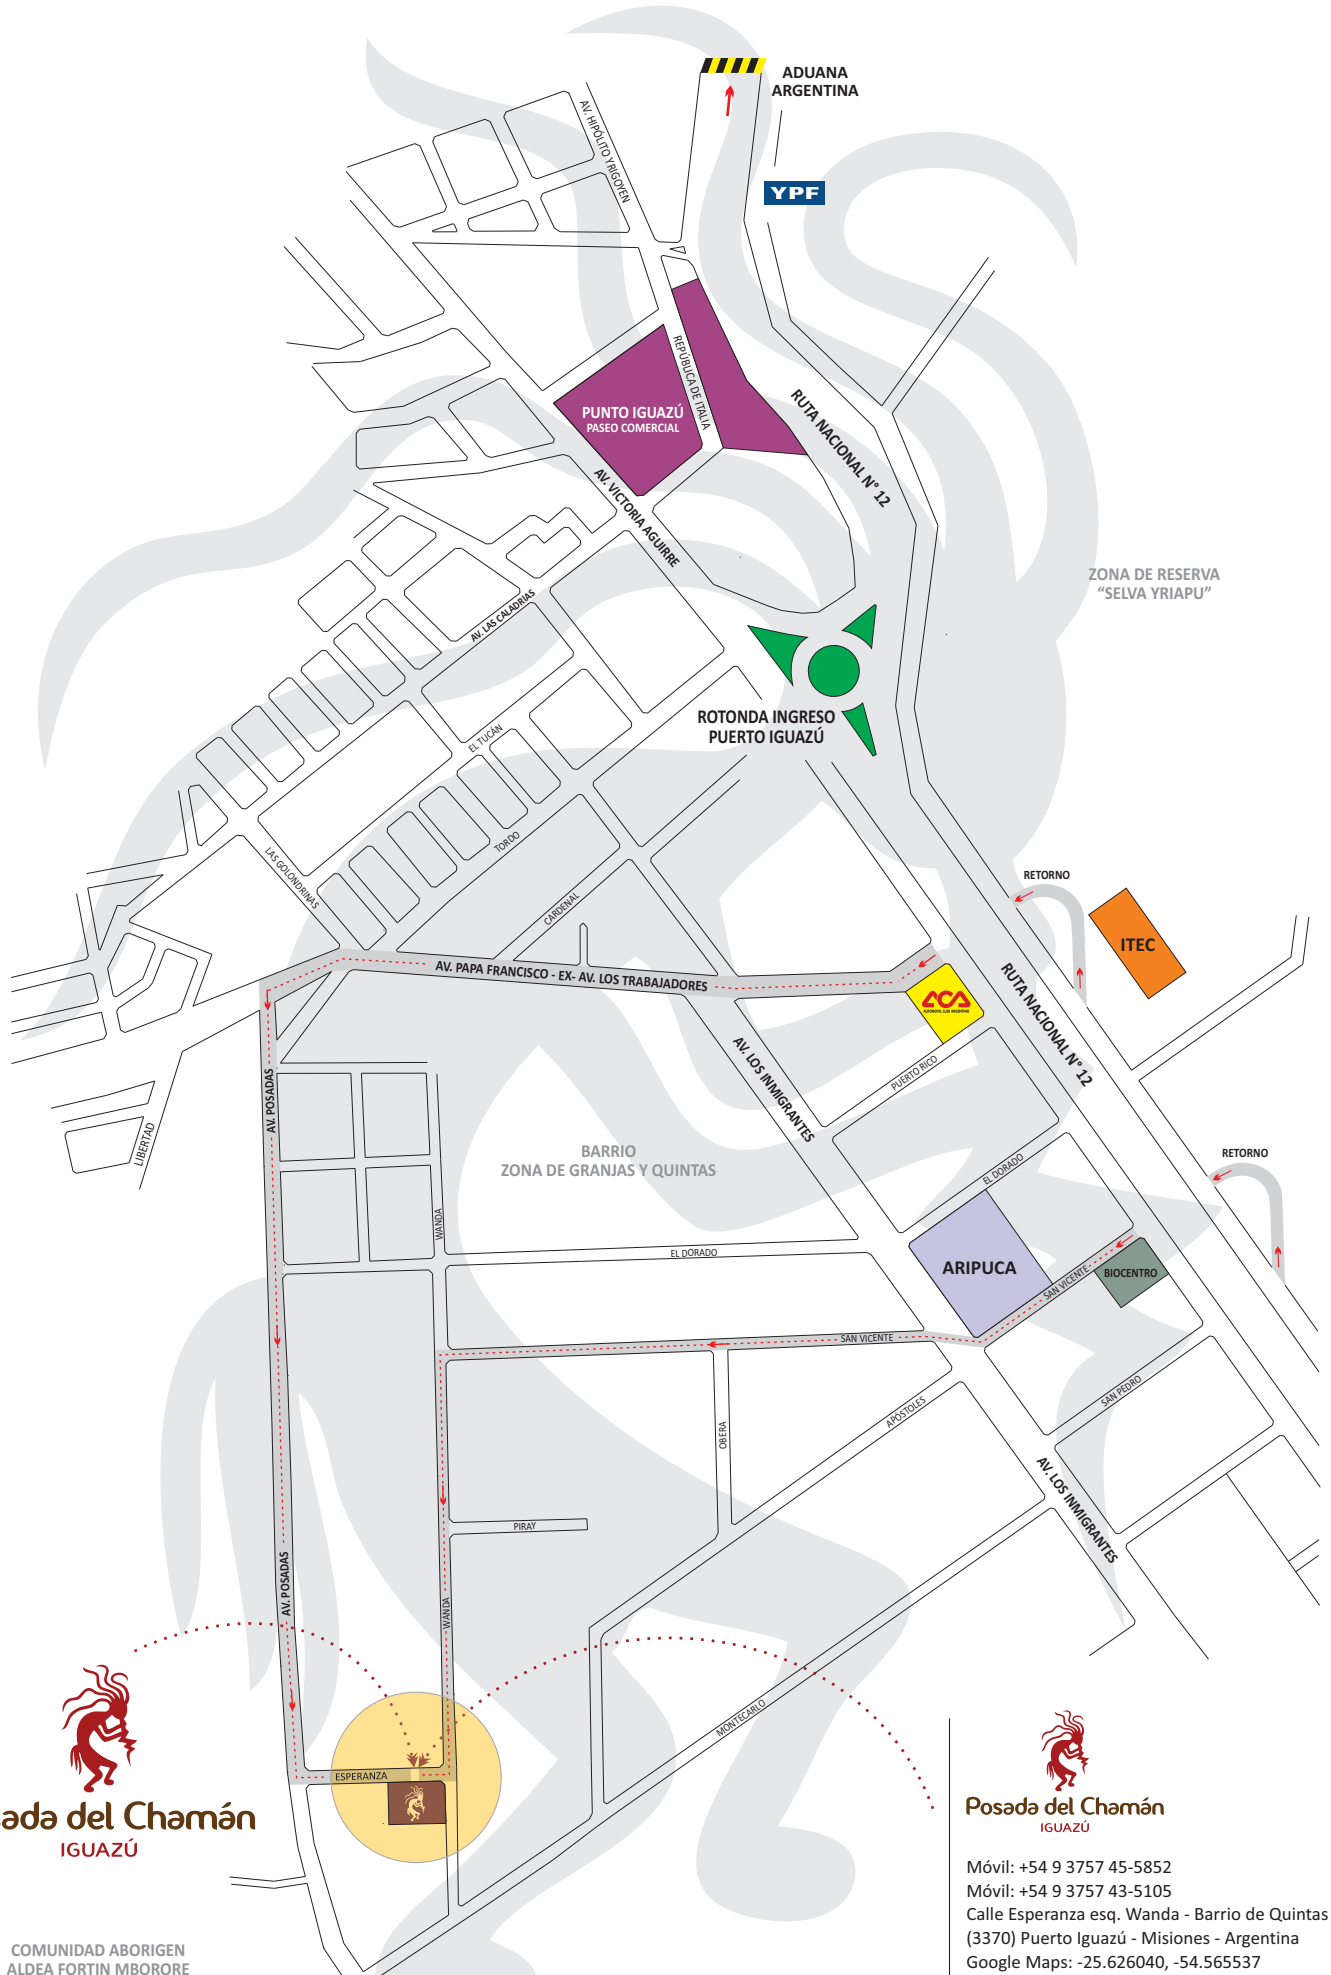 ADUANA
ARGENTINA
YPF
AV. HIPÓLITO YRIGOYEN
REPÚBLICA DE ITALIA
PUNTO IGUAZÚ
PASEO COMERCIAL
RUTA NACIONAL N° 12
AV. VICTORIA AGUIRRE
ZONA DE RESERVA
“SELVA YRIAPU”
AV. LAS CALADRIAS
ROTONDA INGRESO
PUERTO IGUAZÚ
EL TUCÁN
TORDO
LAS GOLONDRINAS
CARDENAL
RETORNO
ITEC
AV. PAPA FRANCISCO - EX- AV. LOS TRABAJADORES
ACA
AUTOMOVIL CLUB ARGENTINO
RUTA NACIONAL N° 12
PUERTO RICO
AV. LOS INMIGRANTES
AV. POSADAS
LIBERTAD
BARRIO
ZONA DE GRANJAS Y QUINTAS
RETORNO
EL DORADO
WANDA
EL DORADO
ARIPUCA
SAN VICENTE
BIOCENTRO
SAN VICENTE
SAN PEDRO
APÓSTOLES
OBERA
AV. LOS INMIGRANTES
PIRAY
AV. POSADAS
WANDA
MONTECARLO
ESPERANZA
sada del Chamán
IGUAZÚ
Posada del Chamán
IGUAZÚ
Móvil: +54 9 3757 45-5852
Móvil: +54 9 3757 43-5105
Calle Esperanza esq. Wanda - Barrio de Quintas
(3370) Puerto Iguazú - Misiones - Argentina
Google Maps: -25.626040, -54.565537
COMUNIDAD ABORIGEN
ALDEA FORTIN MBORORE